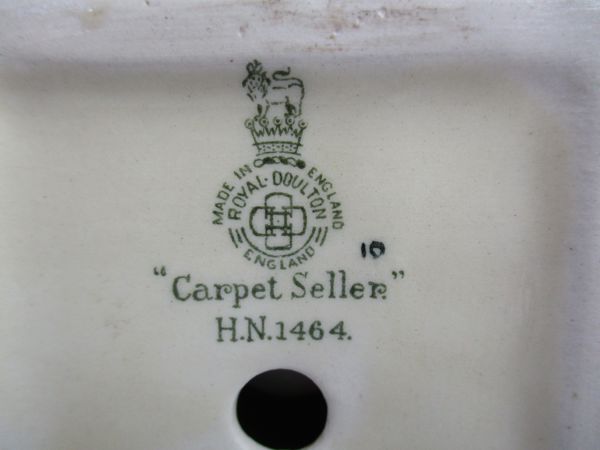 MADE IN ENGLAND
ROYAL·DOULTON
ENGLAND
10
"Carpet Seller."
H.N.1464.